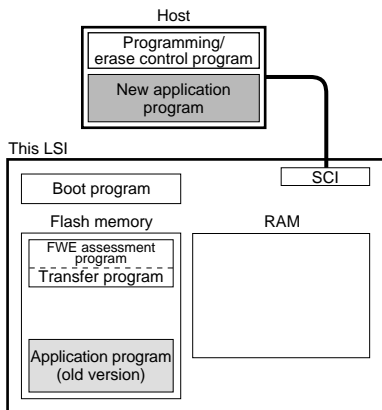 Host
Programming/
erase control program
New application
program
This LSI
SCI
Boot program
Flash memory
RAM
FWE assessment
program
Transfer program
Application program
(old version)